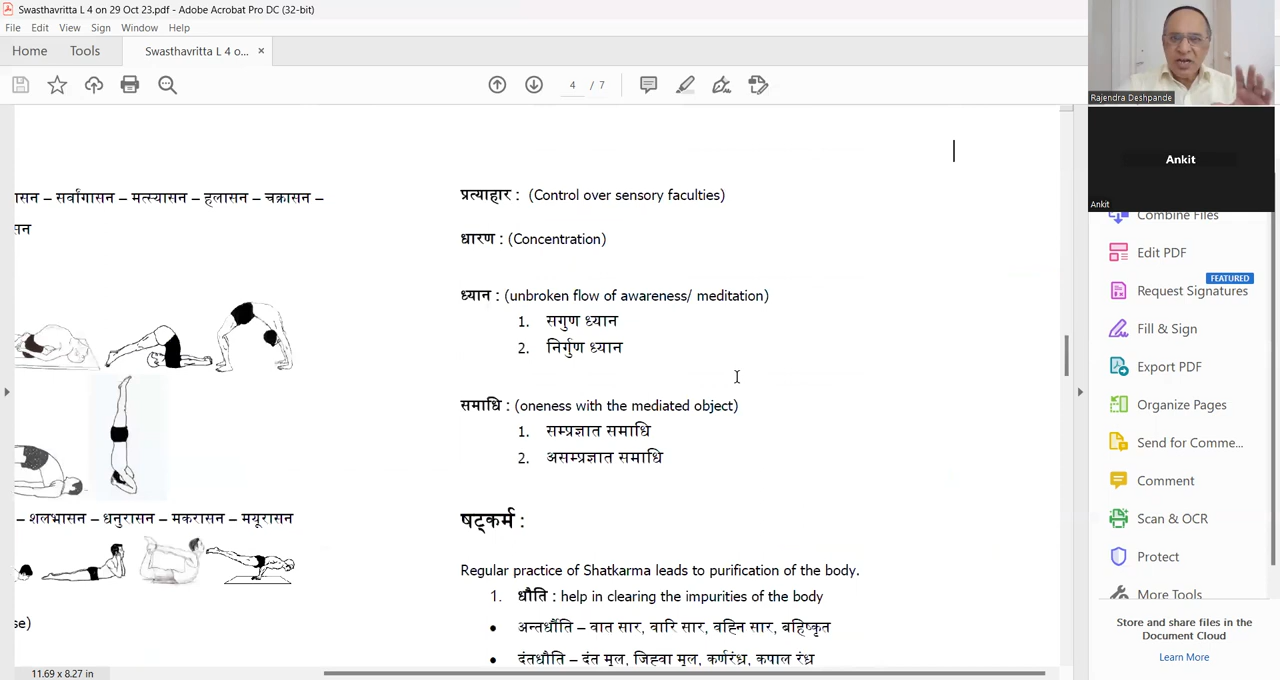 Swasthavritta L 4 on 29 Oct 23.pdf - Adobe Acrobat Pro DC (32-bit)
File Edit View Sign Window Help
Home Tools Swasthavritta L 4 o... ×
4 / 7
सन – सर्वांगासन – मत्स्यासन – हलासन – चक्रासन –
सन
– शलभासन – धनुरासन – मकरासन – मयूरासन
se)
प्रत्याहार : (Control over sensory faculties)
धारण : (Concentration)
ध्यान : (unbroken flow of awareness/ meditation)
1. सगुण ध्यान
2. निर्गुण ध्यान
समाधि : (oneness with the mediated object)
1. सम्प्रज्ञात समाधि
2. असम्प्रज्ञात समाधि
षट्कर्म :
Regular practice of Shatkarma leads to purification of the body.
1. धौति : help in clearing the impurities of the body
• अन्तर्धौति – वात सार, वारि सार, वह्नि सार, बहिष्कृत
• दंतधौति – दंत मूल, जिह्वा मूल, कर्णरंध्र, कपाल रंध्र
11.69 x 8.27 in
Rajendra Deshpande
Ankit
Ankit
Combine Files
Edit PDF
FEATURED
Request Signatures
Fill & Sign
Export PDF
Organize Pages
Send for Comme...
Comment
Scan & OCR
Protect
More Tools
Store and share files in the
Document Cloud
Learn More